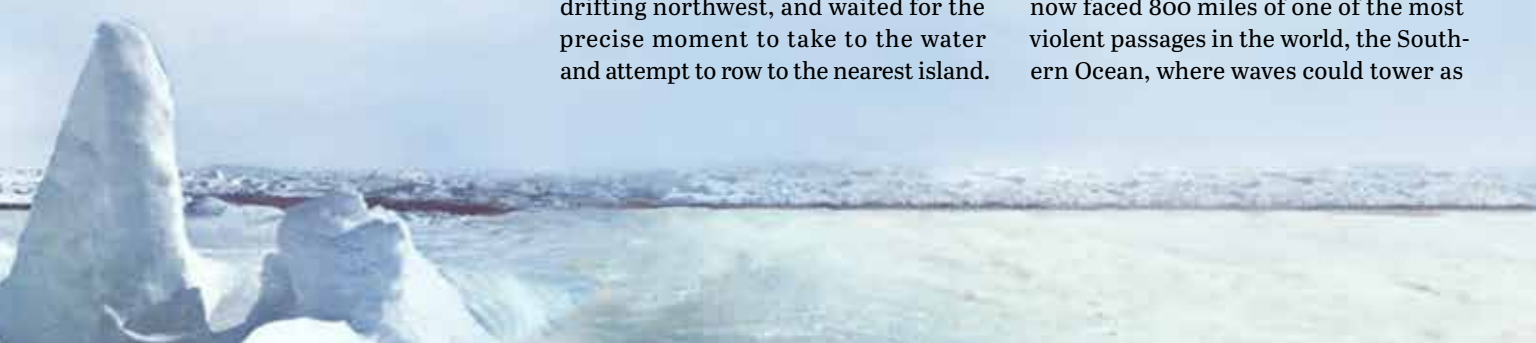 drifting northwest, and waited for the
precise moment to take to the water
and attempt to row to the nearest island.
now faced 800 miles of one of the most
violent passages in the world, the South-
ern Ocean, where waves could tower as